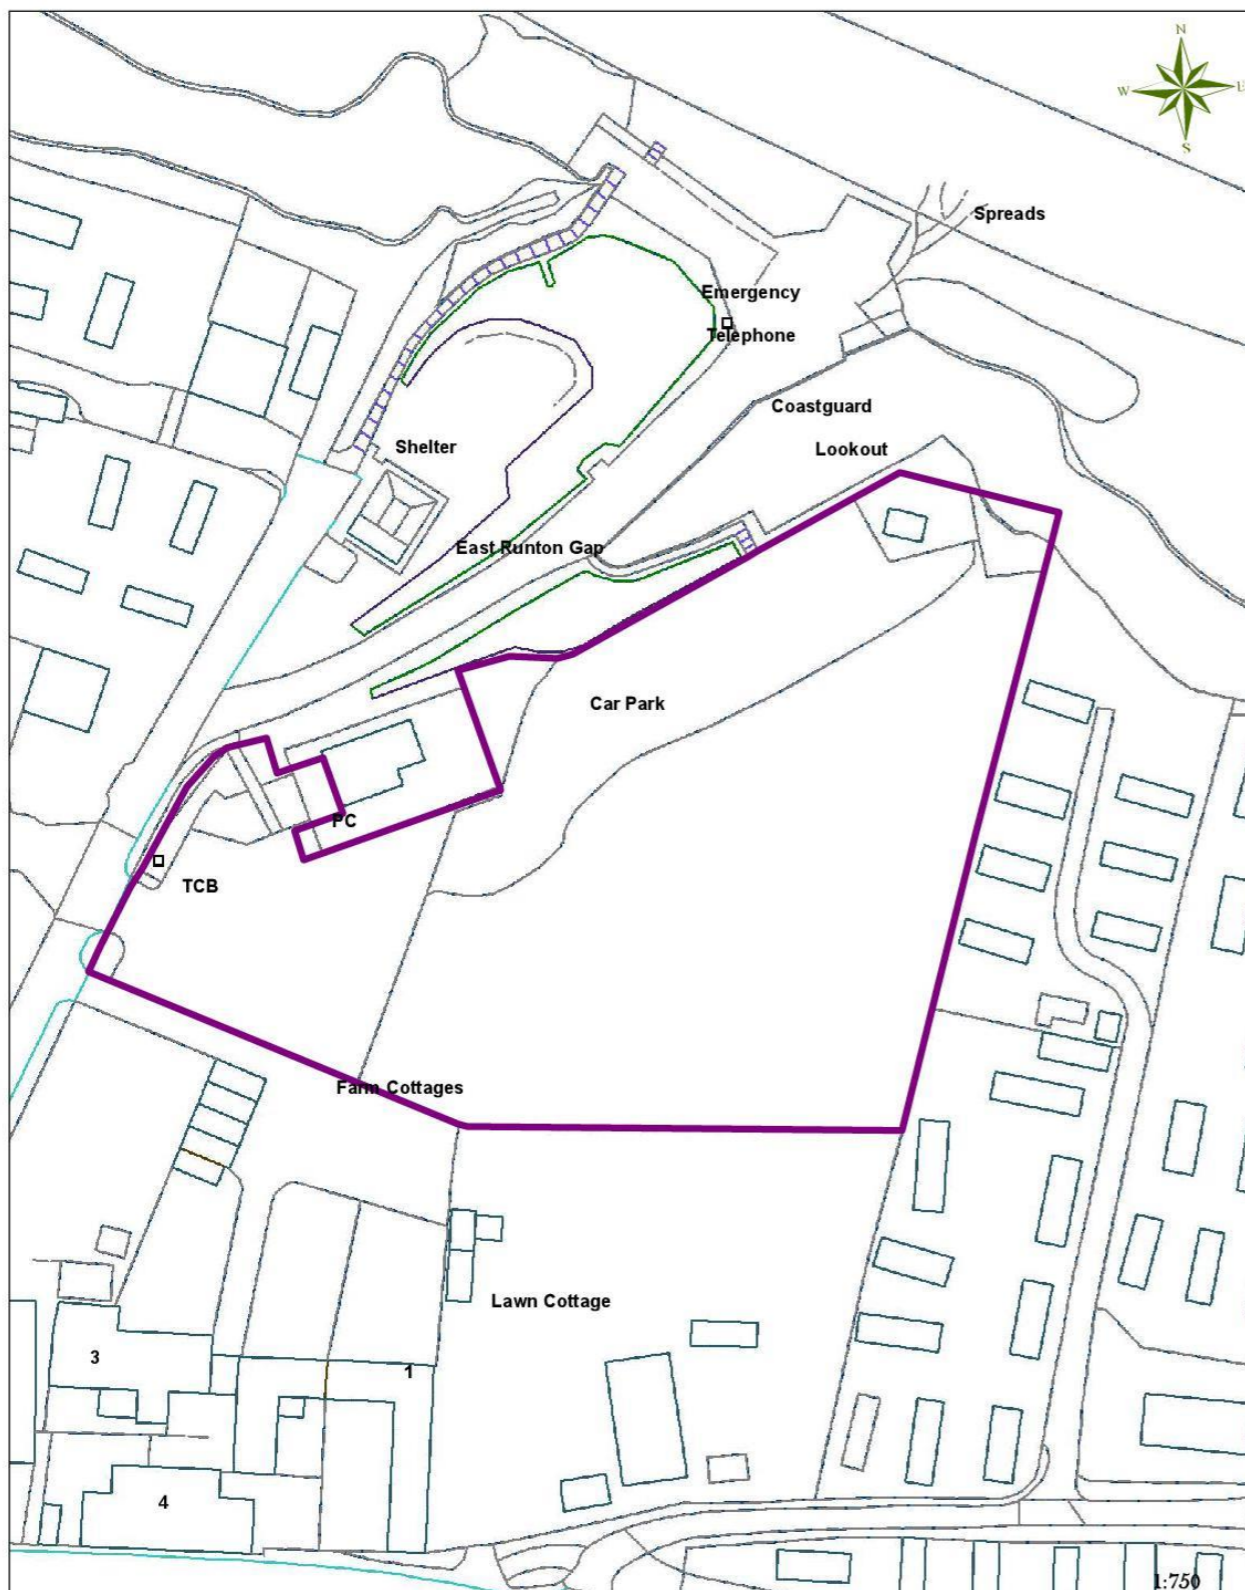 N
W
E
S
Spreads
Emergency
Telephone
Coastguard
Lookout
Shelter
East Runton Gap
Car Park
PC
TCB
Farm Cottages
Lawn Cottage
3
1
4
1:750